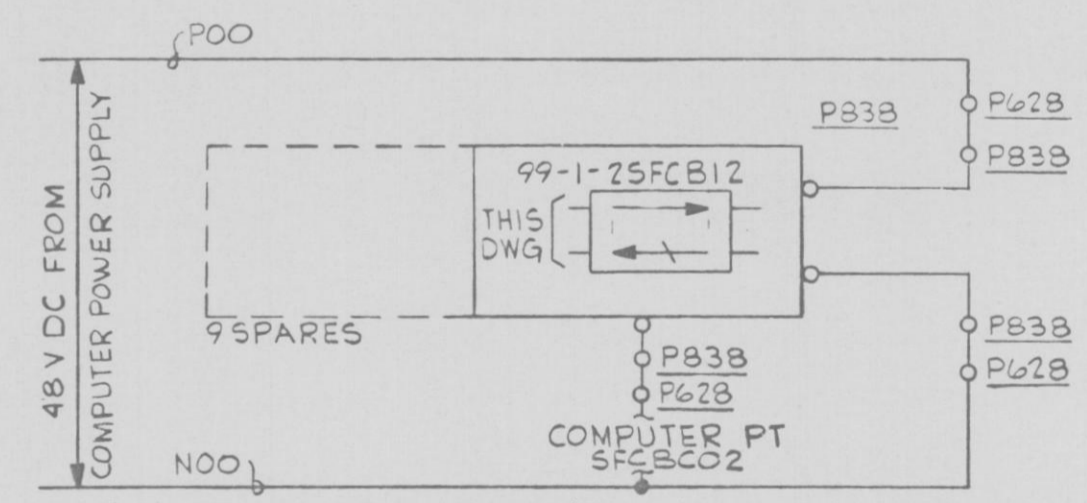 P00
P838
P628
P838
99-1-2SFCB12
THIS
DWG
48 V DC FROM
COMPUTER POWER SUPPLY
9 SPARES
P838
P628
P838
P628
COMPUTER PT
SFCBC02
N00